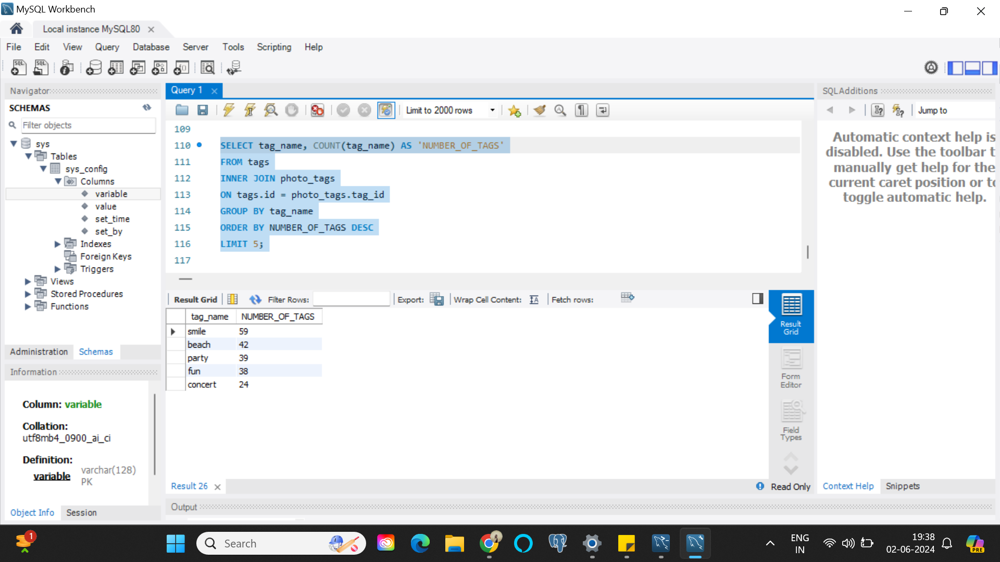 MySQL Workbench
Local instance MySQL80
File Edit View Query Database Server Tools Scripting Help
Navigator
SCHEMAS
Filter objects
sys
Tables
sys_config
Columns
variable
value
set_time
set_by
Indexes
Foreign Keys
Triggers
Views
Stored Procedures
Functions
Administration Schemas
Information
Column: variable
Collation:
utf8mb4_0900_ai_ci
Definition:
variable varchar(128)
PK
Object Info Session
Query 1
Limit to 2000 rows
109
110 SELECT tag_name, COUNT(tag_name) AS 'NUMBER_OF_TAGS'
111 FROM tags
112 INNER JOIN photo_tags
113 ON tags.id = photo_tags.tag_id
114 GROUP BY tag_name
115 ORDER BY NUMBER_OF_TAGS DESC
116 LIMIT 5;
117
Result Grid Filter Rows: Export: Wrap Cell Content: Fetch rows:
tag_name NUMBER_OF_TAGS
smile 59
beach 42
party 39
fun 38
concert 24
Result
Grid
Form
Editor
Field
Types
Result 26
Read Only
Output
SQLAdditions
Jump to
Automatic context help is
disabled. Use the toolbar t
manually get help for the
current caret position or to
toggle automatic help.
Context Help Snippets
1
Search
ENG
IN
19:38
02-06-2024
PRE